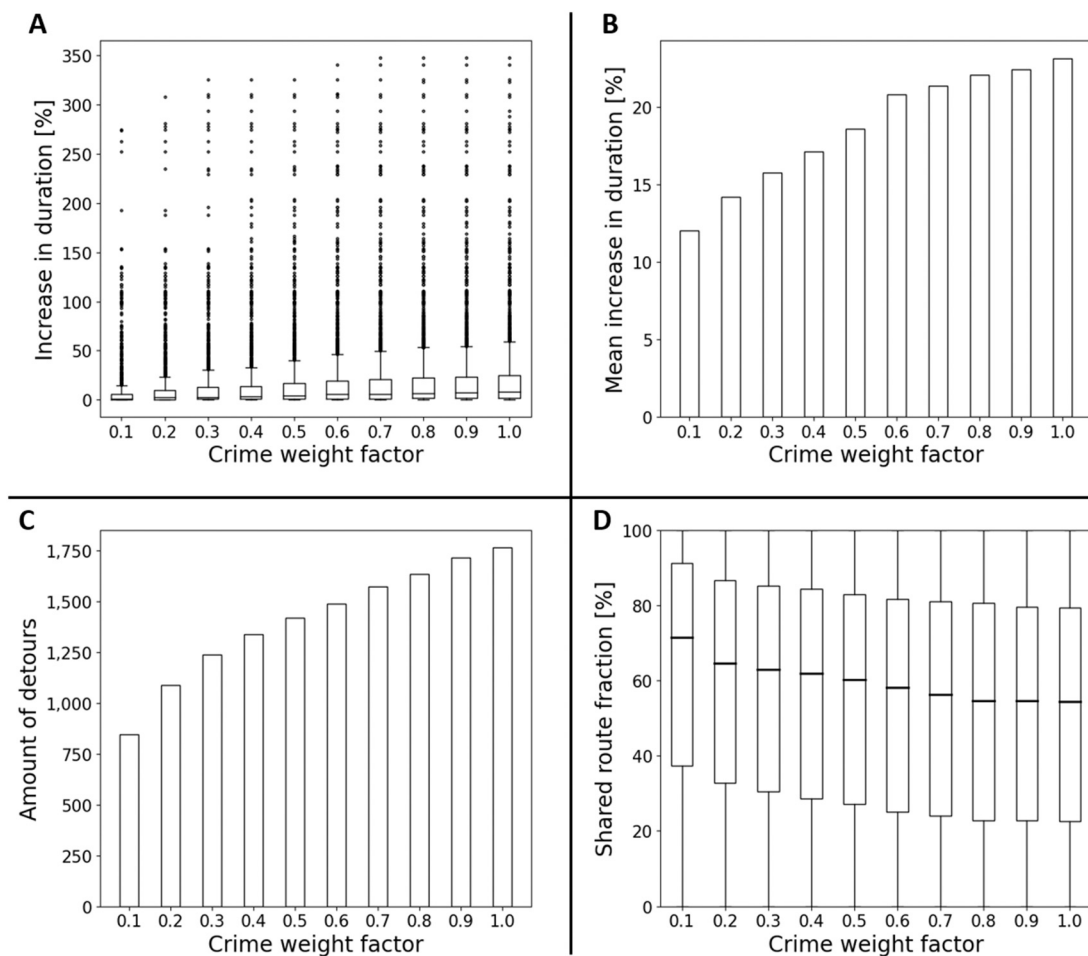 A
Increase in duration [%]
350
300
250
200
150
100
50
0
0.1 0.2 0.3 0.4 0.5 0.6 0.7 0.8 0.9 1.0
Crime weight factor
B
Mean increase in duration [%]
20
15
10
5
0
0.1 0.2 0.3 0.4 0.5 0.6 0.7 0.8 0.9 1.0
Crime weight factor
C
Amount of detours
1,750
1,500
1,250
1,000
750
500
250
0
0.1 0.2 0.3 0.4 0.5 0.6 0.7 0.8 0.9 1.0
Crime weight factor
D
Shared route fraction [%]
100
80
60
40
20
0
0.1 0.2 0.3 0.4 0.5 0.6 0.7 0.8 0.9 1.0
Crime weight factor